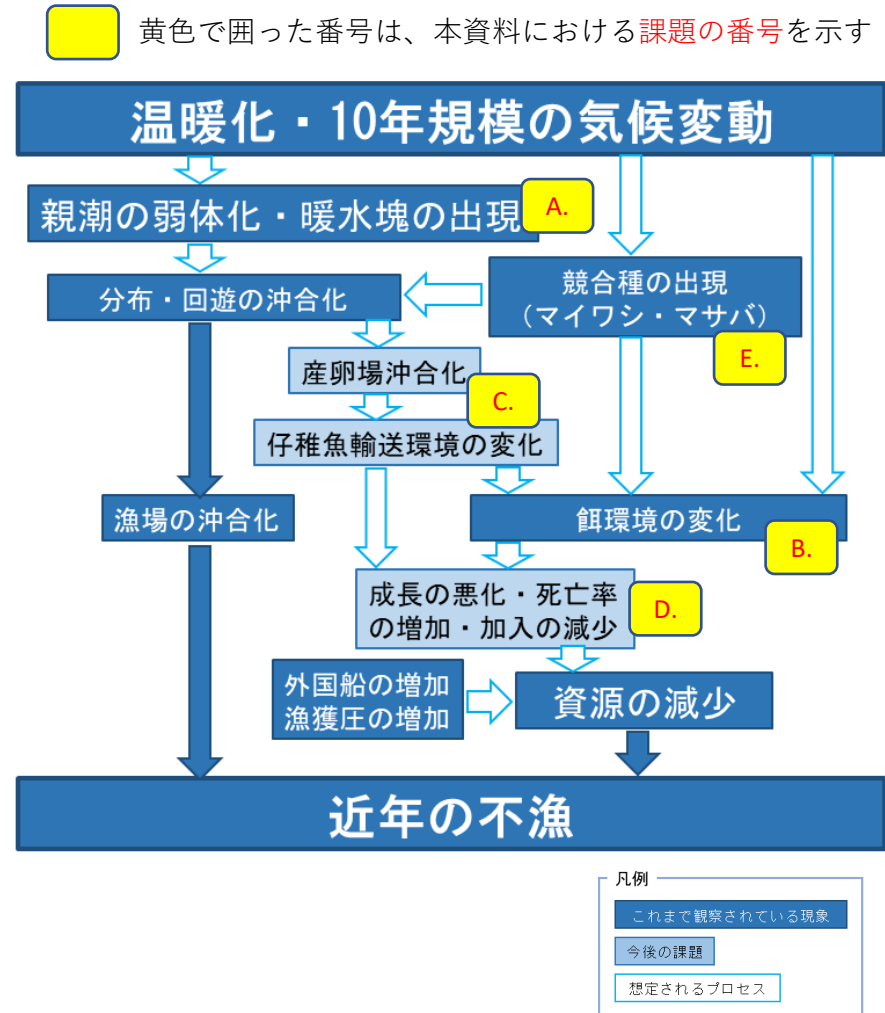 黄色で囲った番号は、本資料における課題の番号を示す
温暖化・10年規模の気候変動
親潮の弱体化・暖水塊の出現
A.
分布・回遊の沖合化
競合種の出現
(マイワシ・マサバ)
E.
産卵場沖合化
C.
仔稚魚輸送環境の変化
漁場の沖合化
餌環境の変化
B.
成長の悪化・死亡率
の増加・加入の減少
D.
外国船の増加
漁獲圧の増加
資源の減少
近年の不漁
凡例
これまで観察されている現象
今後の課題
想定されるプロセス